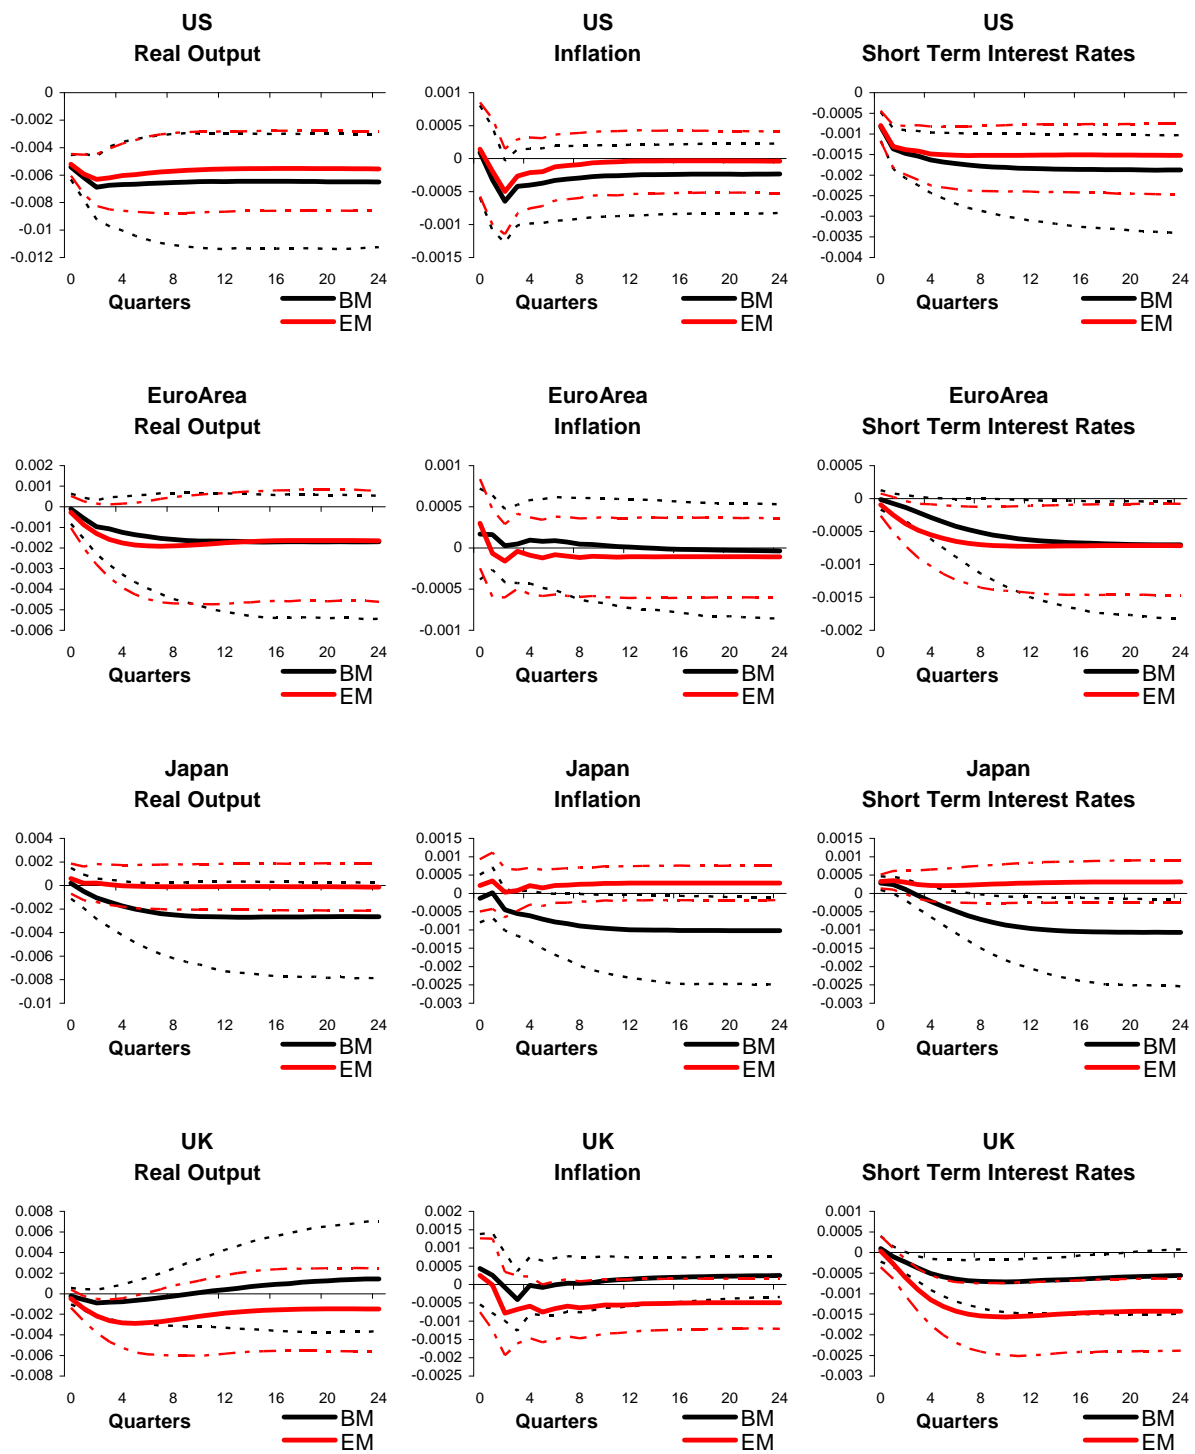 US
Real Output
0
-0.002
-0.004
-0.006
-0.008
-0.01
-0.012
0 4 8 12 16 20 24
Quarters
BM
EM
US
Inflation
0.001
0.0005
0
-0.0005
-0.001
-0.0015
0 4 8 12 16 20 24
Quarters
BM
EM
US
Short Term Interest Rates
0
-0.0005
-0.001
-0.0015
-0.002
-0.0025
-0.003
-0.0035
-0.004
0 4 8 12 16 20 24
Quarters
BM
EM
EuroArea
Real Output
0.002
0.001
0
-0.001
-0.002
-0.003
-0.004
-0.005
-0.006
0 4 8 12 16 20 24
Quarters
BM
EM
EuroArea
Inflation
0.001
0.0005
0
-0.0005
-0.001
0 4 8 12 16 20 24
Quarters
BM
EM
EuroArea
Short Term Interest Rates
0.0005
0
-0.0005
-0.001
-0.0015
-0.002
0 4 8 12 16 20 24
Quarters
BM
EM
Japan
Real Output
0.004
0.002
0
-0.002
-0.004
-0.006
-0.008
-0.01
0 4 8 12 16 20 24
Quarters
BM
EM
Japan
Inflation
0.0015
0.001
0.0005
0
-0.0005
-0.001
-0.0015
-0.002
-0.0025
-0.003
0 4 8 12 16 20 24
Quarters
BM
EM
Japan
Short Term Interest Rates
0.0015
0.001
0.0005
0
-0.0005
-0.001
-0.0015
-0.002
-0.0025
-0.003
0 4 8 12 16 20 24
Quarters
BM
EM
UK
Real Output
0.008
0.006
0.004
0.002
0
-0.002
-0.004
-0.006
-0.008
0 4 8 12 16 20 24
Quarters
BM
EM
UK
Inflation
0.002
0.0015
0.001
0.0005
0
-0.0005
-0.001
-0.0015
-0.002
-0.0025
0 4 8 12 16 20 24
Quarters
BM
EM
UK
Short Term Interest Rates
0.001
0.0005
0
-0.0005
-0.001
-0.0015
-0.002
-0.0025
-0.003
0 4 8 12 16 20 24
Quarters
BM
EM